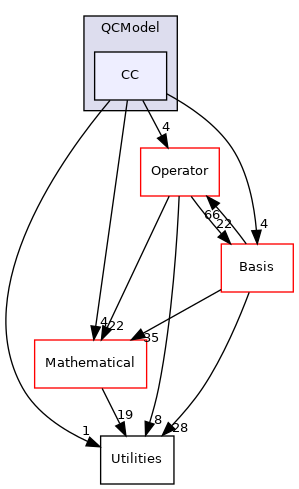 QCModel
CC
4
Operator
66
22
4
Basis
4
22
35
Mathematical
19
8
28
1
Utilities